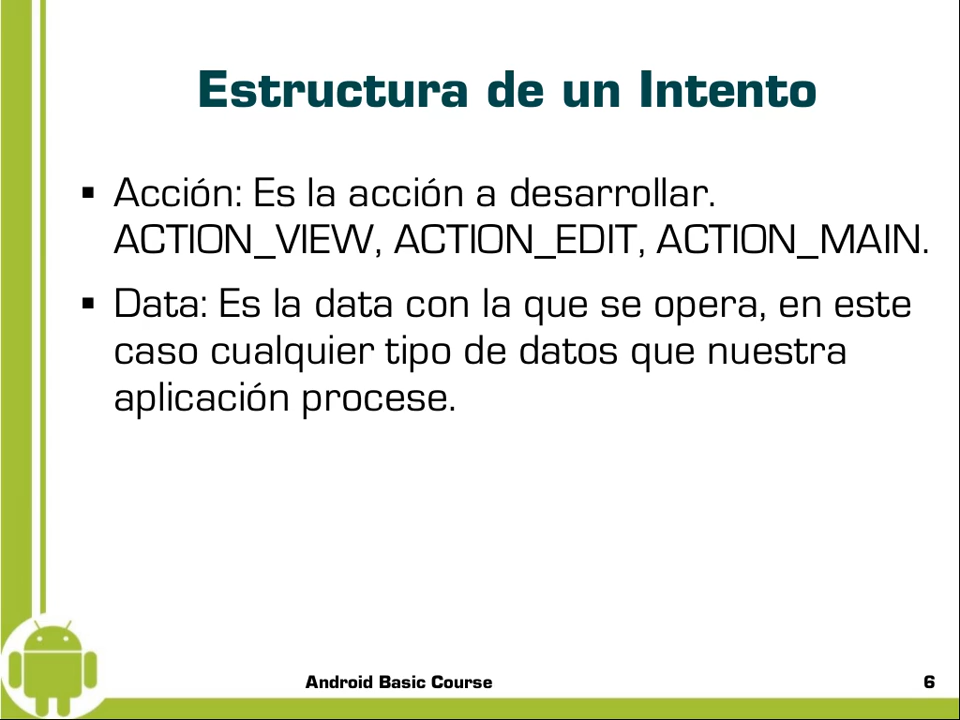 Estructura de un Intento
▪ Acción: Es la acción a desarrollar.
ACTION_VIEW, ACTION_EDIT, ACTION_MAIN.
▪ Data: Es la data con la que se opera, en este
caso cualquier tipo de datos que nuestra
aplicación procese.
Android Basic Course
6